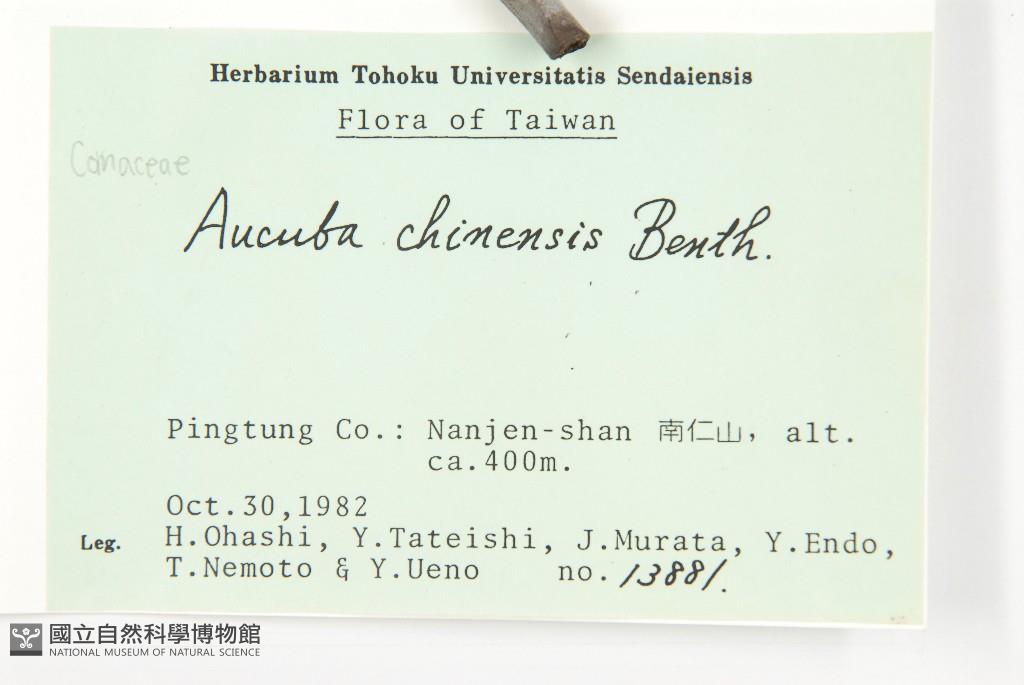 Herbarium Tohoku Universitatis Sendaiensis
Flora of Taiwan
Cornaceae
Aucuba chinensis Benth.
Pingtung Co.: Nanjen-shan 南仁山, alt.
ca.400m.
Oct.30,1982
Leg. H.Ohashi, Y.Tateishi, J.Murata, Y.Endo,
T.Nemoto & Y.Ueno no. 13881.
國立自然科學博物館
NATIONAL MUSEUM OF NATURAL SCIENCE